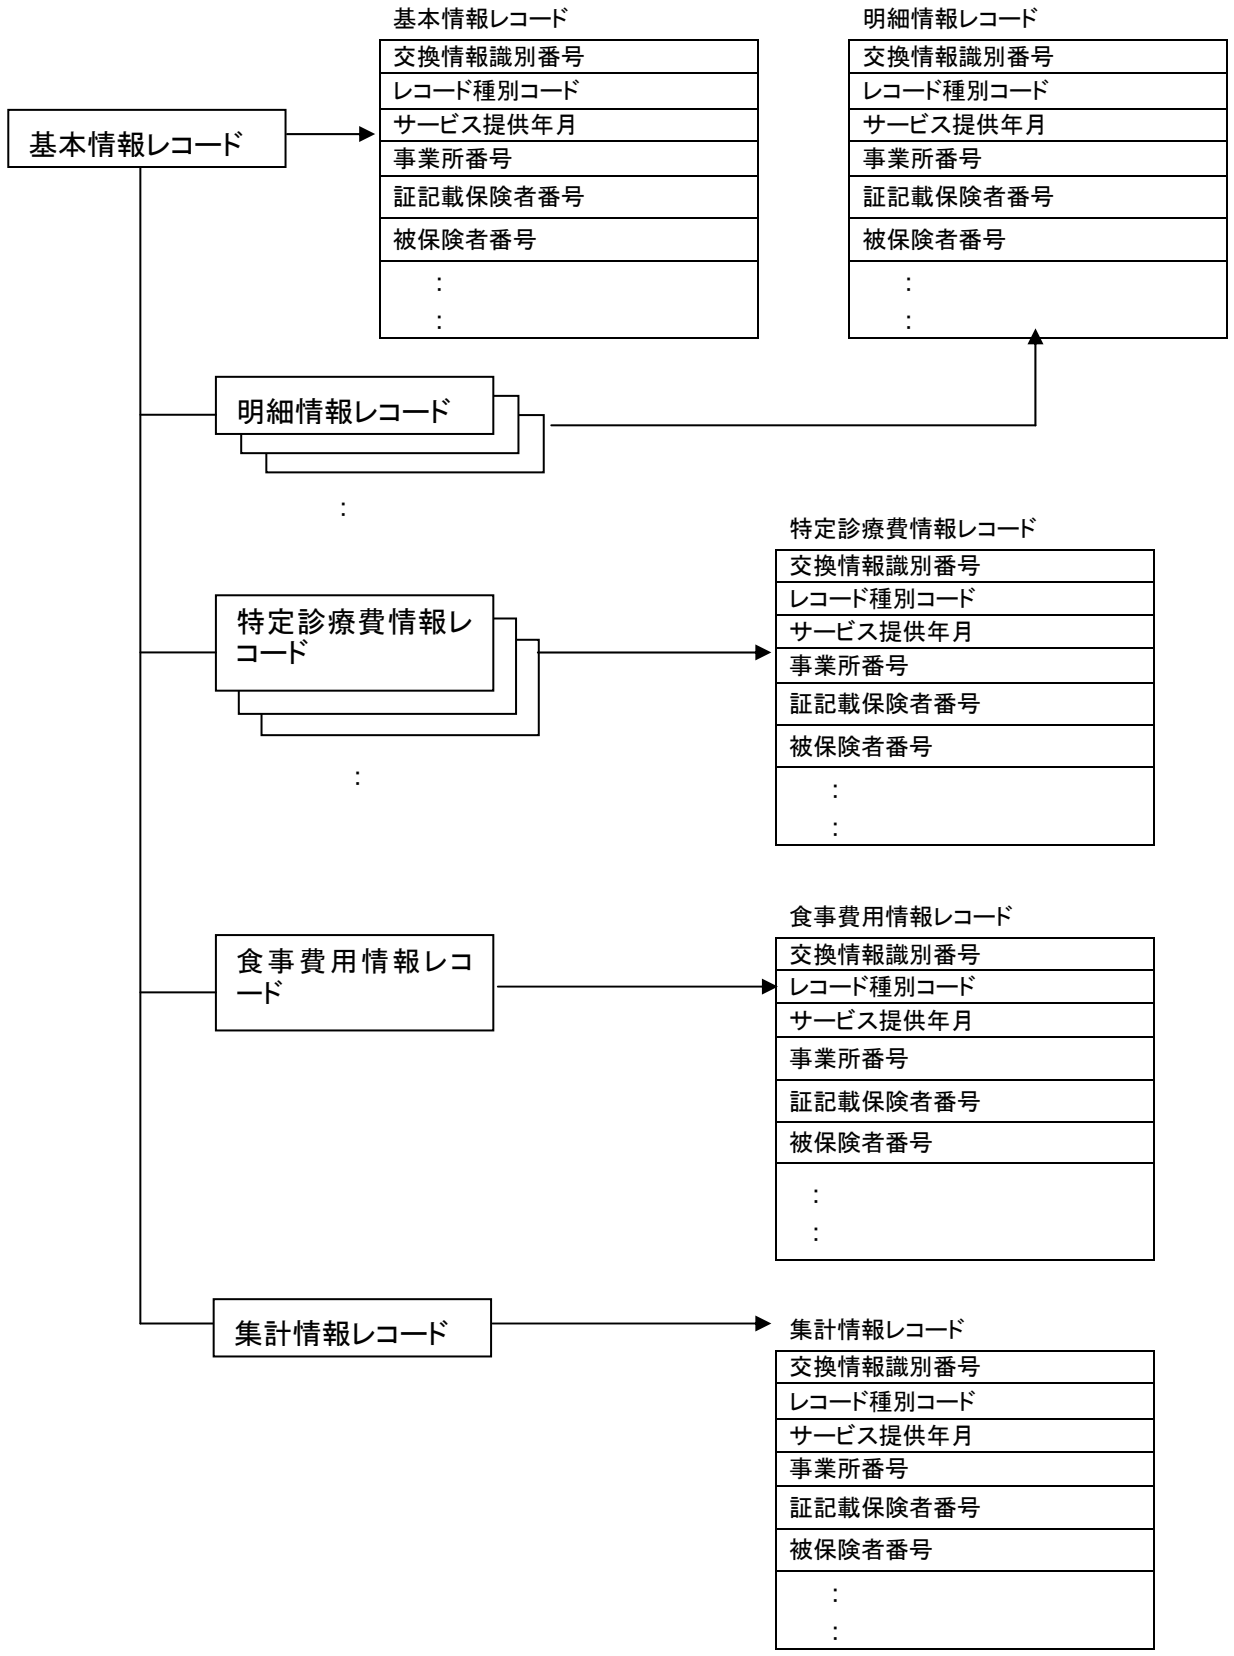 基本情報レコード
基本情報レコード
交換情報識別番号
レコード種別コード
サービス提供年月
事業所番号
証記載保険者番号
被保険者番号
:
:
明細情報レコード
交換情報識別番号
レコード種別コード
サービス提供年月
事業所番号
証記載保険者番号
被保険者番号
:
:
明細情報レコード
:
特定診療費情報レ
コード
:
特定診療費情報レコード
交換情報識別番号
レコード種別コード
サービス提供年月
事業所番号
証記載保険者番号
被保険者番号
:
:
食事費用情報レコ
ード
食事費用情報レコード
交換情報識別番号
レコード種別コード
サービス提供年月
事業所番号
証記載保険者番号
被保険者番号
:
:
集計情報レコード
集計情報レコード
交換情報識別番号
レコード種別コード
サービス提供年月
事業所番号
証記載保険者番号
被保険者番号
:
: